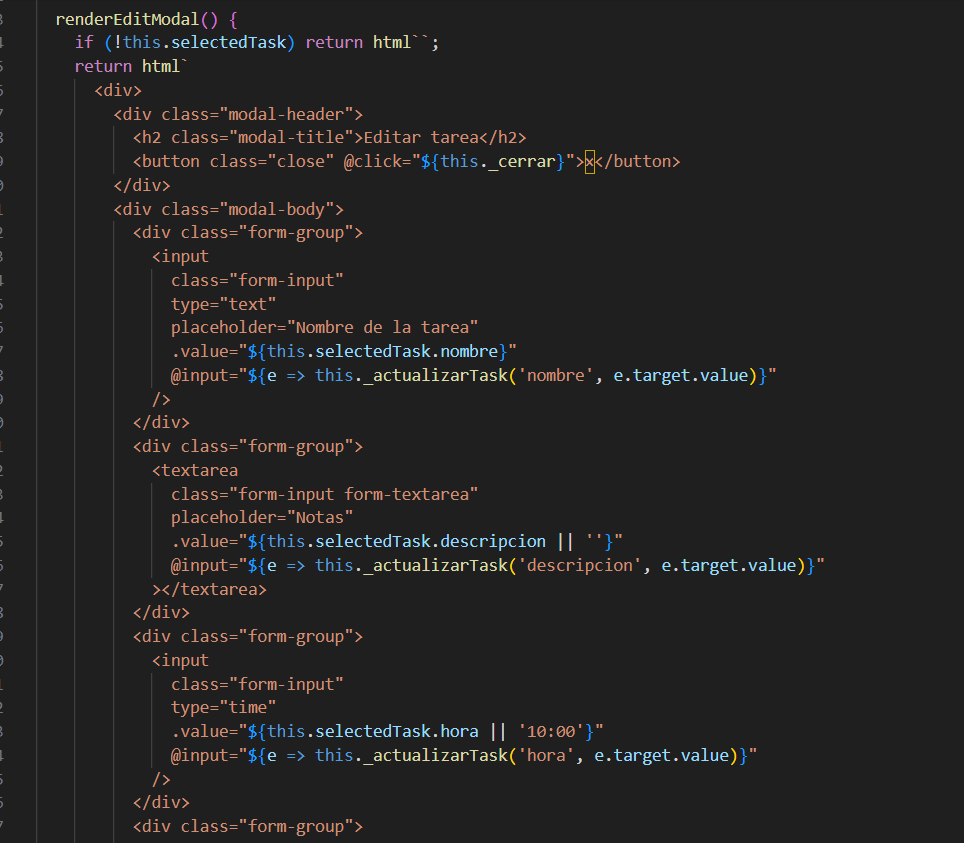 renderEditModal() {
if (!this.selectedTask) return html``;
return html`
<div>
<div class="modal-header">
<h2 class="modal-title">Editar tarea</h2>
<button class="close" @click="${this._cerrar}">x</button>
</div>
<div class="modal-body">
<div class="form-group">
<input
class="form-input"
type="text"
placeholder="Nombre de la tarea"
.value="${this.selectedTask.nombre}"
@input="${e => this._actualizarTask('nombre', e.target.value)}"
/>
</div>
<div class="form-group">
<textarea
class="form-input form-textarea"
placeholder="Notas"
.value="${this.selectedTask.descripcion || ''}"
@input="${e => this._actualizarTask('descripcion', e.target.value)}"
></textarea>
</div>
<div class="form-group">
<input
class="form-input"
type="time"
.value="${this.selectedTask.hora || '10:00'}"
@input="${e => this._actualizarTask('hora', e.target.value)}"
/>
</div>
<div class="form-group">